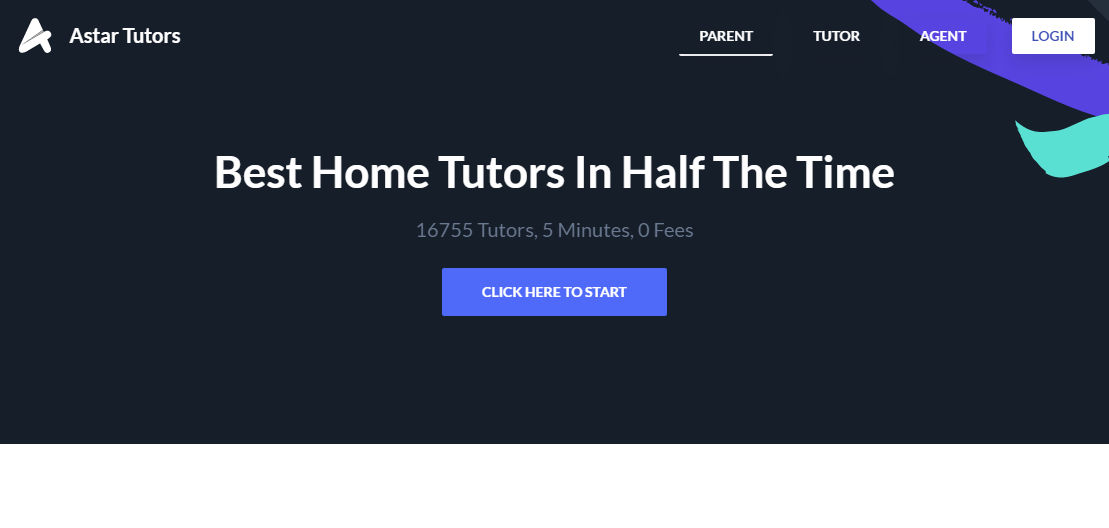 Astar Tutors
PARENT
TUTOR
AGENT
LOGIN
Best Home Tutors In Half The Time
16755 Tutors, 5 Minutes, 0 Fees
CLICK HERE TO START